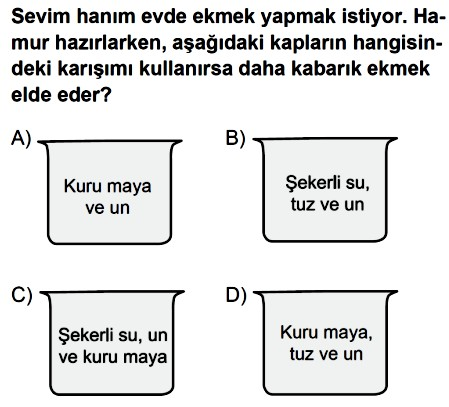 Sevim hanım evde ekmek yapmak istiyor. Ha-
mur hazırlarken, aşağıdaki kapların hangisin-
deki karışımı kullanırsa daha kabarık ekmek
elde eder?
A)
Kuru maya
ve un
B)
Şekerli su,
tuz ve un
C)
Şekerli su, un
ve kuru maya
D)
Kuru maya,
tuz ve un